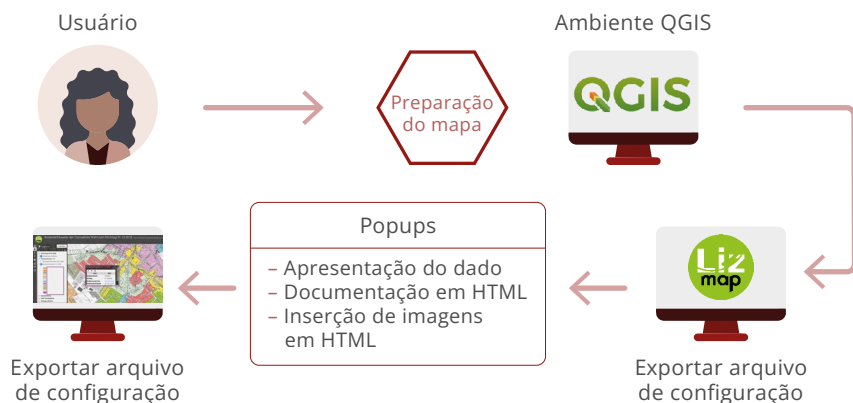 Usuário
Ambiente QGIS
Preparação
do mapa
QGIS
Popups
– Apresentação do dado
– Documentação em HTML
– Inserção de imagens
em HTML
Liz
map
Exportar arquivo
de configuração
Exportar arquivo
de configuração